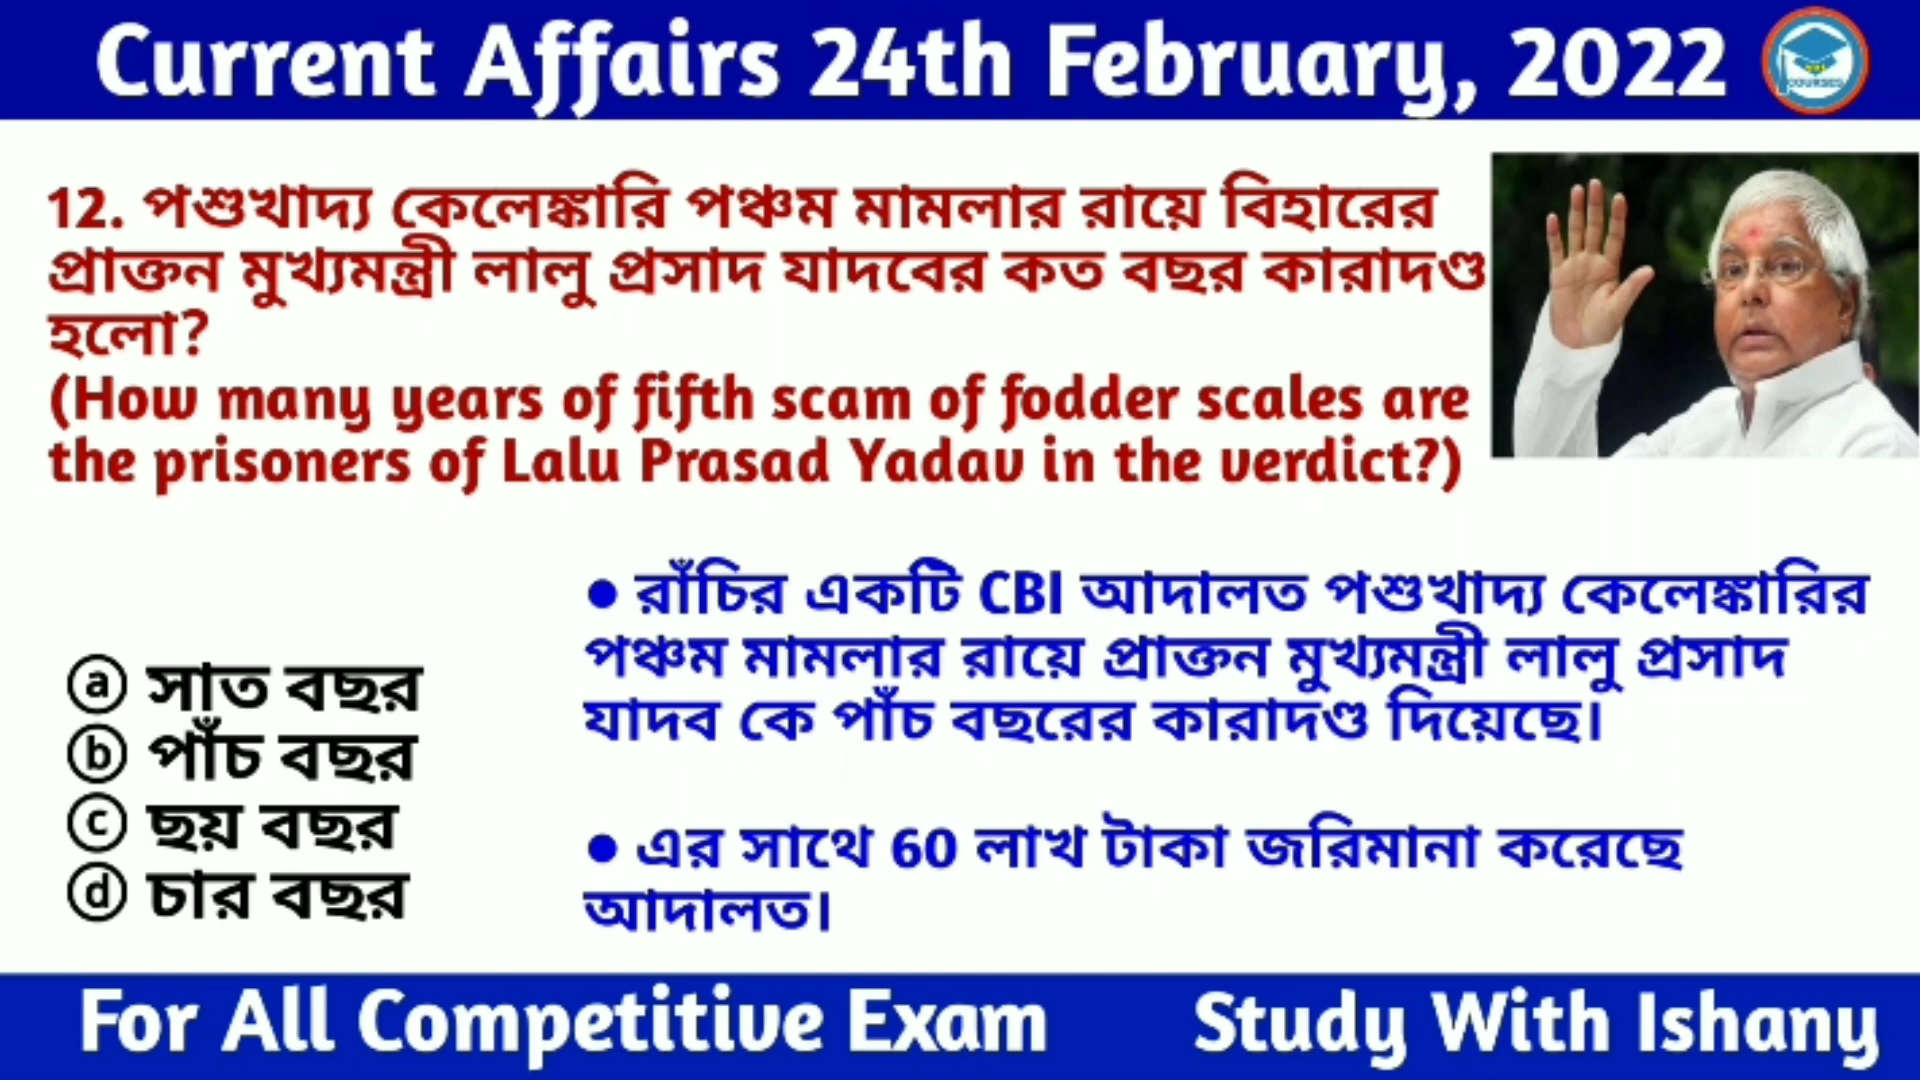 Current Affairs 24th February, 2022
COURSES
12. পশুখাদ্য কেলেঙ্কারি পঞ্চম মামলার রায়ে বিহারের
প্রাক্তন মুখ্যমন্ত্রী লালু প্রসাদ যাদবের কত বছর কারাদণ্ড
হলো?
(How many years of fifth scam of fodder scales are
the prisoners of Lalu Prasad Yadav in the verdict?)
ⓐ সাত বছর
ⓑ পাঁচ বছর
ⓒ ছয় বছর
ⓓ চার বছর
● রাঁচির একটি CBI আদালত পশুখাদ্য কেলেঙ্কারির
পঞ্চম মামলার রায়ে প্রাক্তন মুখ্যমন্ত্রী লালু প্রসাদ
যাদব কে পাঁচ বছরের কারাদণ্ড দিয়েছে।
● এর সাথে 60 লাখ টাকা জরিমানা করেছে
আদালত।
For All Competitive Exam
Study With Ishany